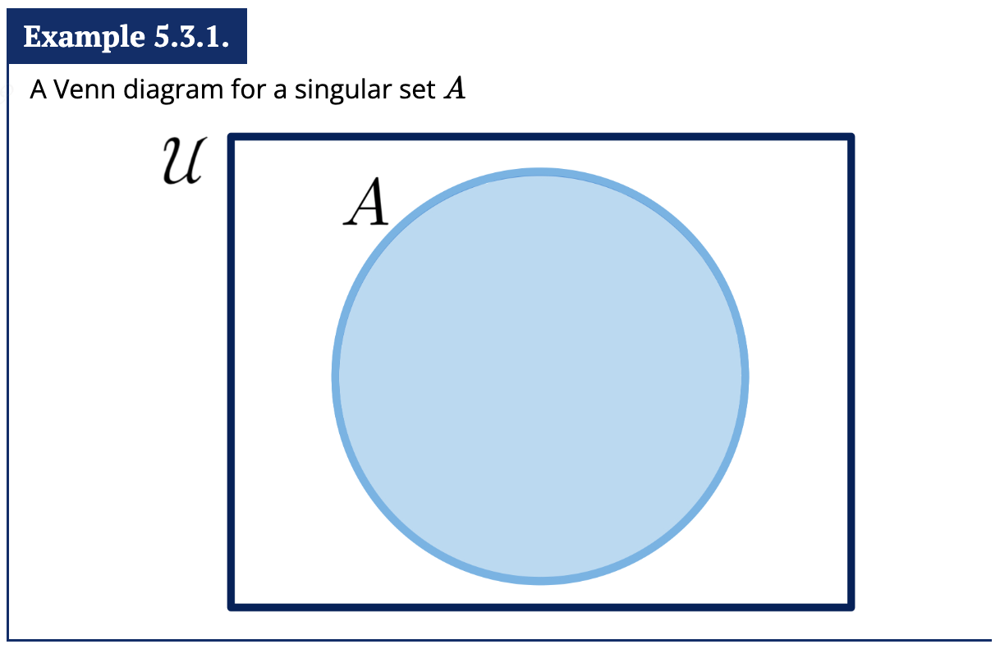 Example 5.3.1.
A Venn diagram for a singular set A
U
A